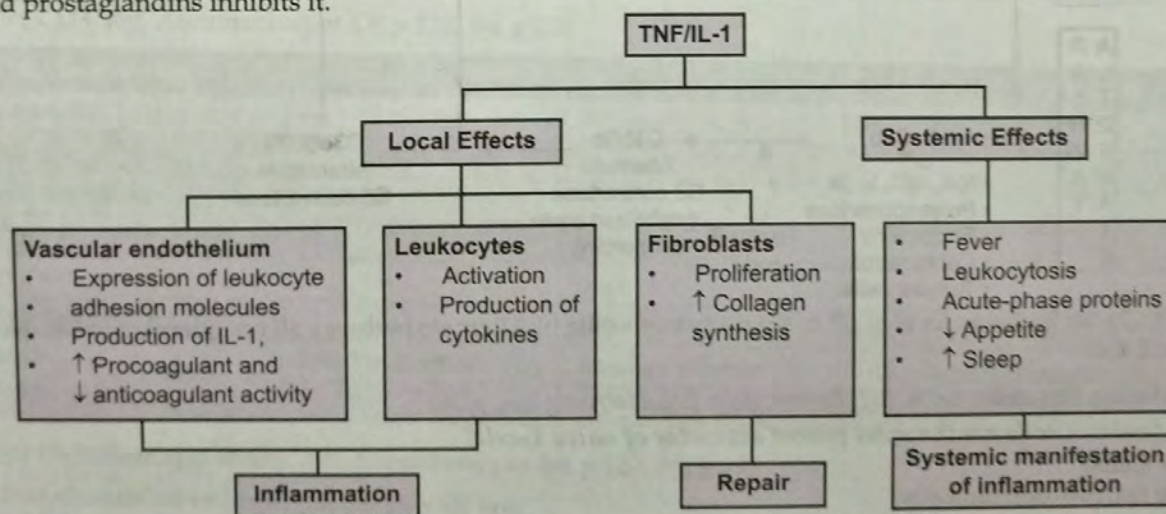 d prostaglandins inhibits it.
TNF/IL-1
Local Effects
Systemic Effects
Vascular endothelium
• Expression of leukocyte
• adhesion molecules
• Production of IL-1,
• ↑ Procoagulant and
↓ anticoagulant activity
Leukocytes
• Activation
• Production of
cytokines
Fibroblasts
• Proliferation
• ↑ Collagen
synthesis
• Fever
• Leukocytosis
• Acute-phase proteins
• ↓ Appetite
• ↑ Sleep
Inflammation
Repair
Systemic manifestation
of inflammation